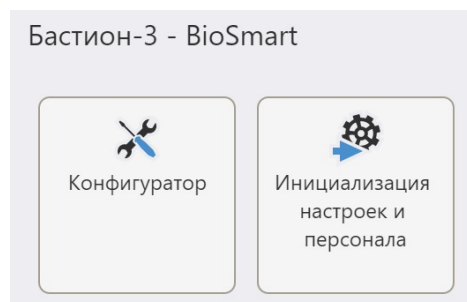 Бастион-3 - BioSmart
Конфигуратор
Инициализация
настроек и
персонала